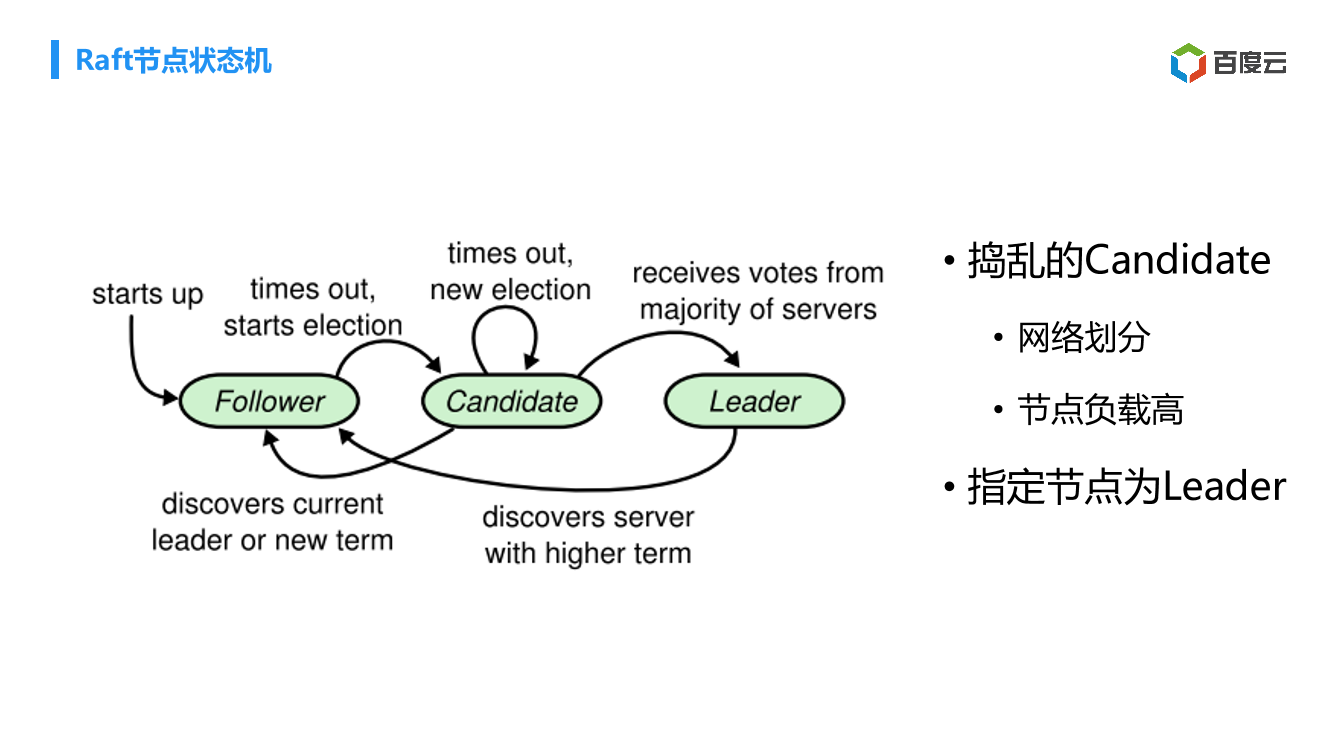 Raft节点状态机
百度云
starts up
times out,
starts election
times out,
new election
receives votes from
majority of servers
Follower
Candidate
Leader
discovers current
leader or new term
discovers server
with higher term
• 捣乱的Candidate
• 网络划分
• 节点负载高
• 指定节点为Leader